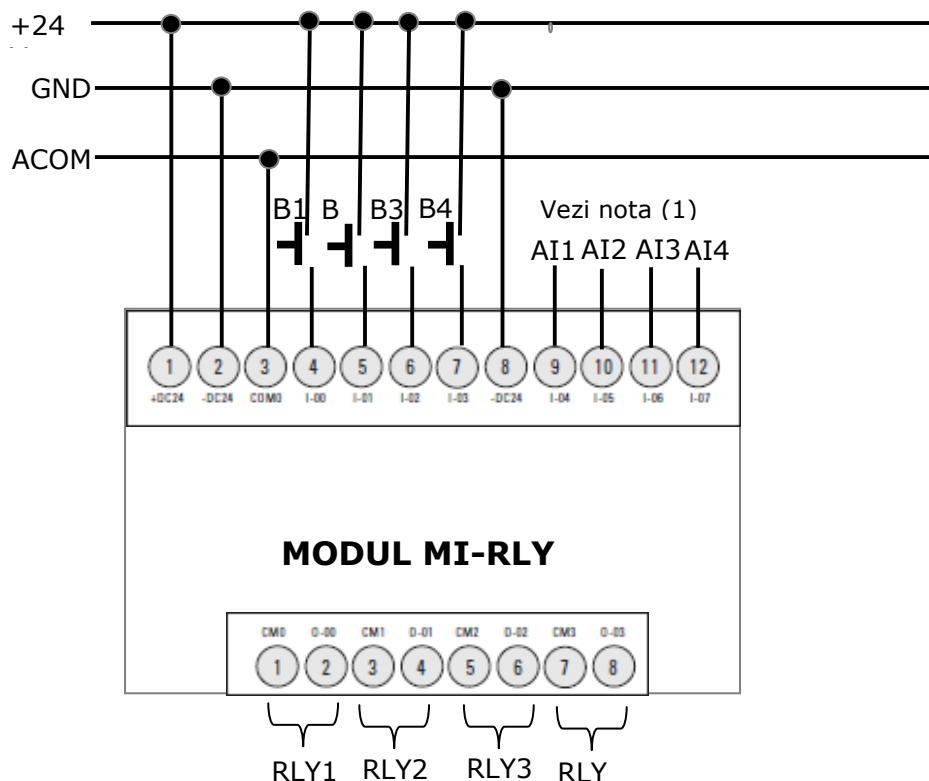 +24
GND
ACOM
B1 B B3 B4
Vezi nota (1)
AI1 AI2 AI3 AI4
1 2 3 4 5 6 7 8 9 10 11 12
+DC24 -DC24 COM0 I-00 I-01 I-02 I-03 -DC24 I-04 I-05 I-06 I-07
MODUL MI-RLY
CM0 O-00 CM1 O-01 CM2 O-02 CM3 O-03
1 2 3 4 5 6 7 8
RLY1 RLY2 RLY3 RLY